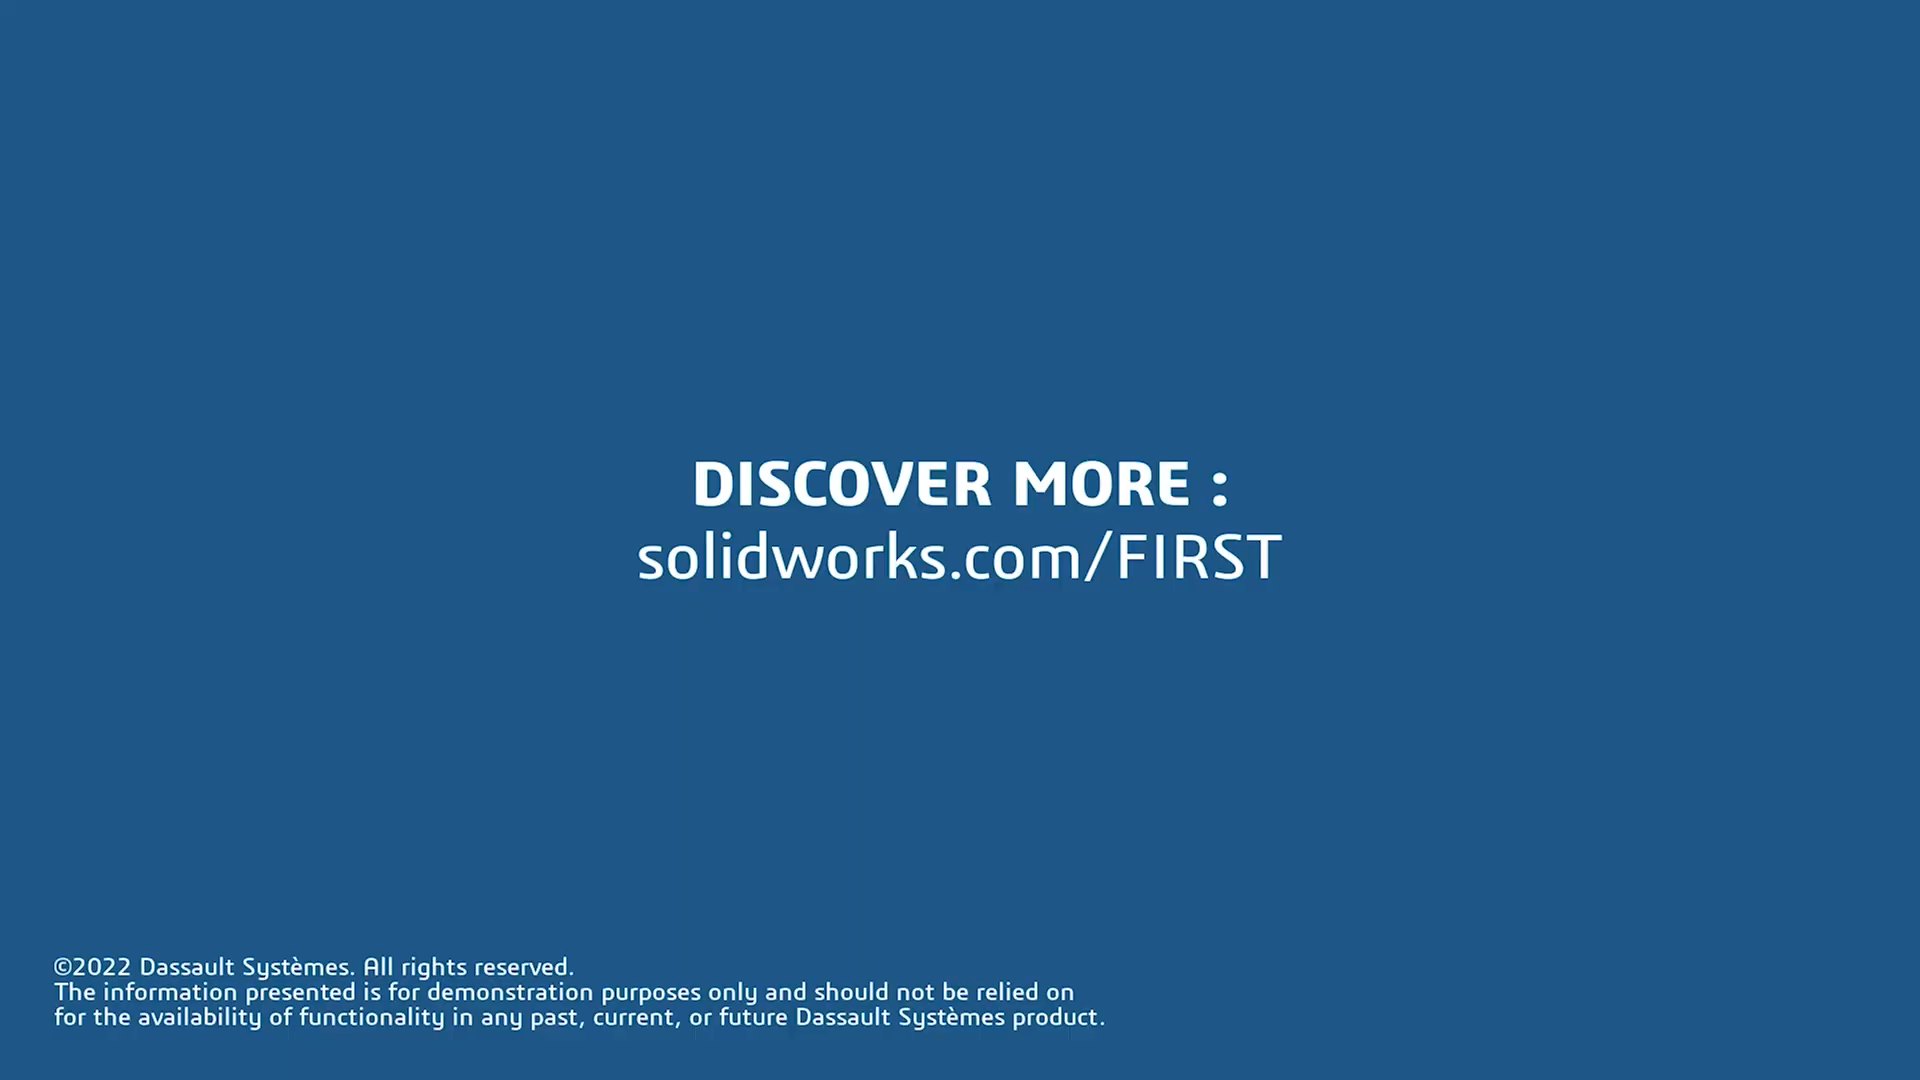 DISCOVER MORE :
solidworks.com/FIRST
©2022 Dassault Systèmes. All rights reserved.
The information presented is for demonstration purposes only and should not be relied on
for the availability of functionality in any past, current, or future Dassault Systèmes product.